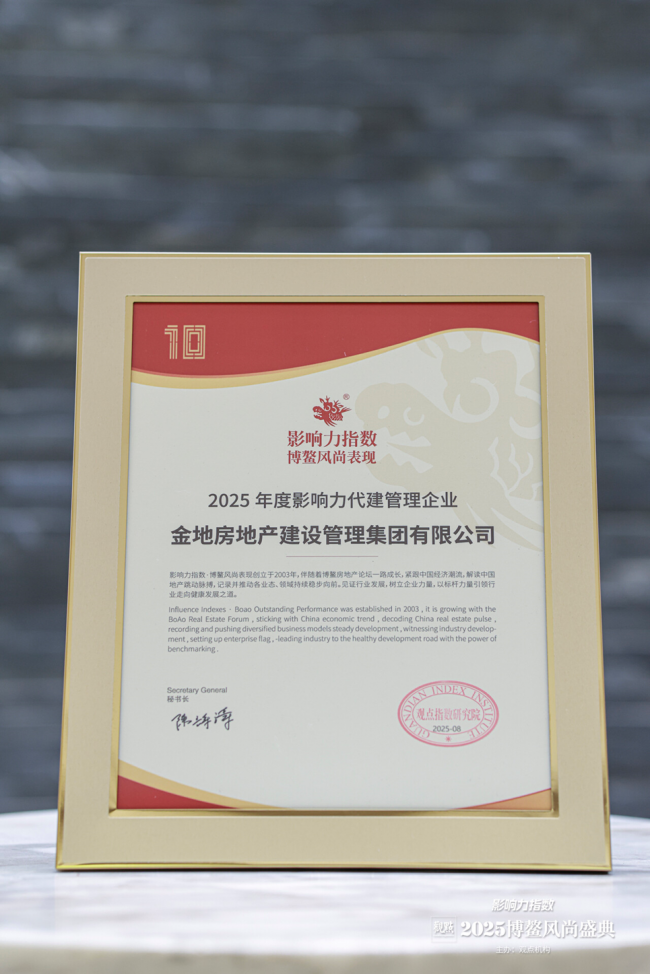 10
®
影响力指数
博鳌风尚表现
2025 年度影响力代建管理企业
金地房地产建设管理集团有限公司
影响力指数·博鳌风尚表现创立于2003年，伴随着博鳌房地产论坛一路成长，紧跟中国经济潮流，解读中国
地产跳动脉搏，记录并推动各业态、领域持续稳步向前。见证行业发展，树立企业力量，以标杆力量引领行
业走向健康发展之道。
Influence indexes · Boao Outstanding Performance was established in 2003 , it is growing with the
BoAo Real Estate Forum , sticking with China economic trend , decoding China real estate pulse ,
recording and pushing diversified business models steady development , witnessing industry develop-
ment , setting up enterprise flag , -leading industry to the healthy development road with the power of
benchmarking .
Secretary General
秘书长
GUANDIAN INDEX INSTITUTE
观点指数研究院
2025-08
影响力指数
2025博鳌风尚盛典
主办：观点机构